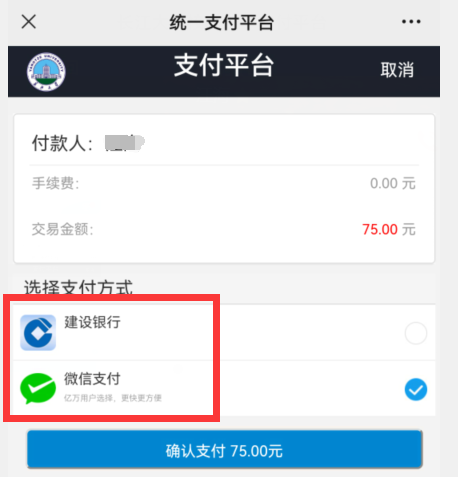 统一支付平台
支付平台 取消
付款人：
手续费： 0.00 元
交易金额： 75.00 元
选择支付方式
建设银行
微信支付
亿万用户选择，更快更方便
确认支付 75.00元